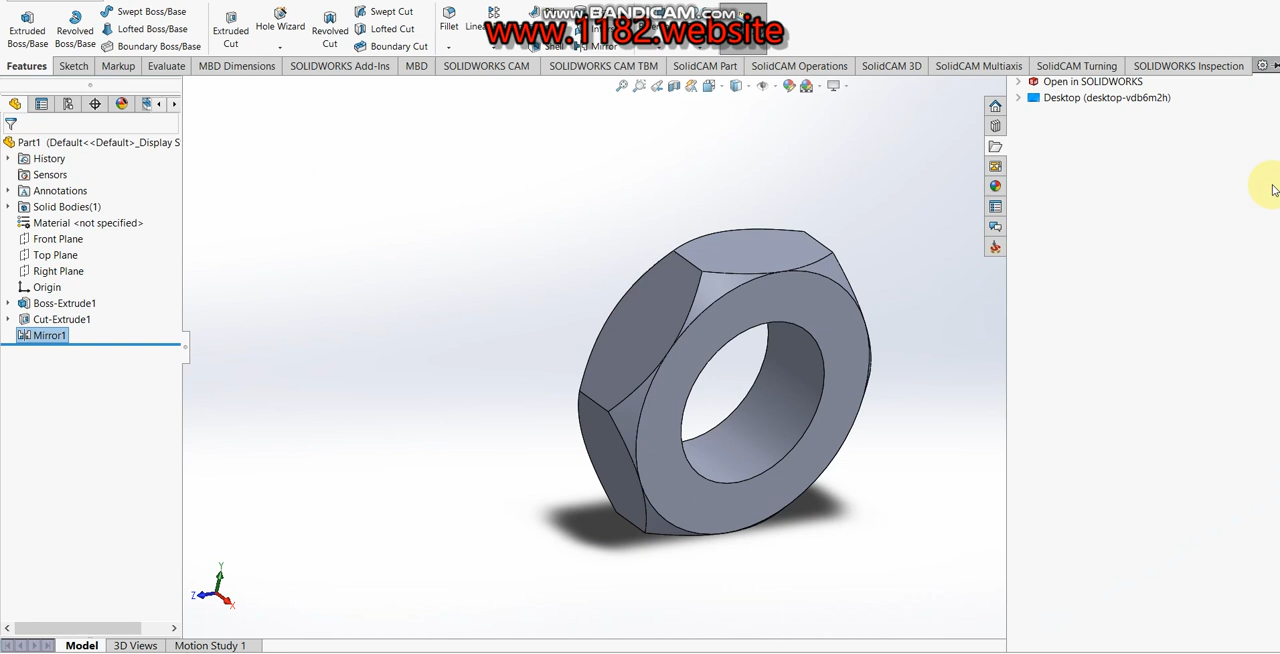 www.BANDICAM.com
www.1182.website
Extruded Boss/Base
Revolved Boss/Base
Swept Boss/Base
Lofted Boss/Base
Boundary Boss/Base
Extruded Cut
Hole Wizard
Revolved Cut
Swept Cut
Lofted Cut
Boundary Cut
Fillet
Shell
Mirror
Features
Sketch
Markup
Evaluate
MBD Dimensions
SOLIDWORKS Add-Ins
MBD
SOLIDWORKS CAM
SOLIDWORKS CAM TBM
SolidCAM Part
SolidCAM Operations
SolidCAM 3D
SolidCAM Multiaxis
SolidCAM Turning
SOLIDWORKS Inspection
Open in SOLIDWORKS
Desktop (desktop-vdb6m2h)
Part1 (Default<<Default>_Display S
History
Sensors
Annotations
Solid Bodies(1)
Material <not specified>
Front Plane
Top Plane
Right Plane
Origin
Boss-Extrude1
Cut-Extrude1
Mirror1
Y
Z
X
Model
3D Views
Motion Study 1